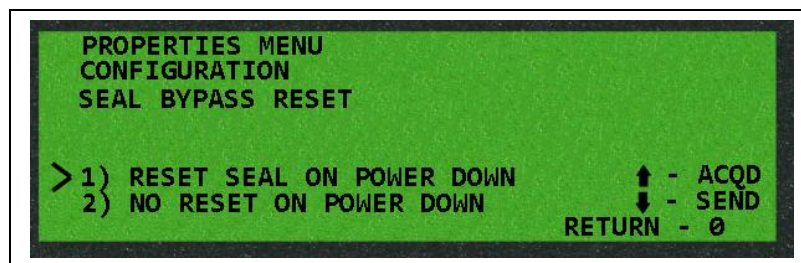 PROPERTIES MENU
CONFIGURATION
SEAL BYPASS RESET
>1) RESET SEAL ON POWER DOWN ⬆ - ACQD
2) NO RESET ON POWER DOWN ⬇ - SEND
RETURN - 0